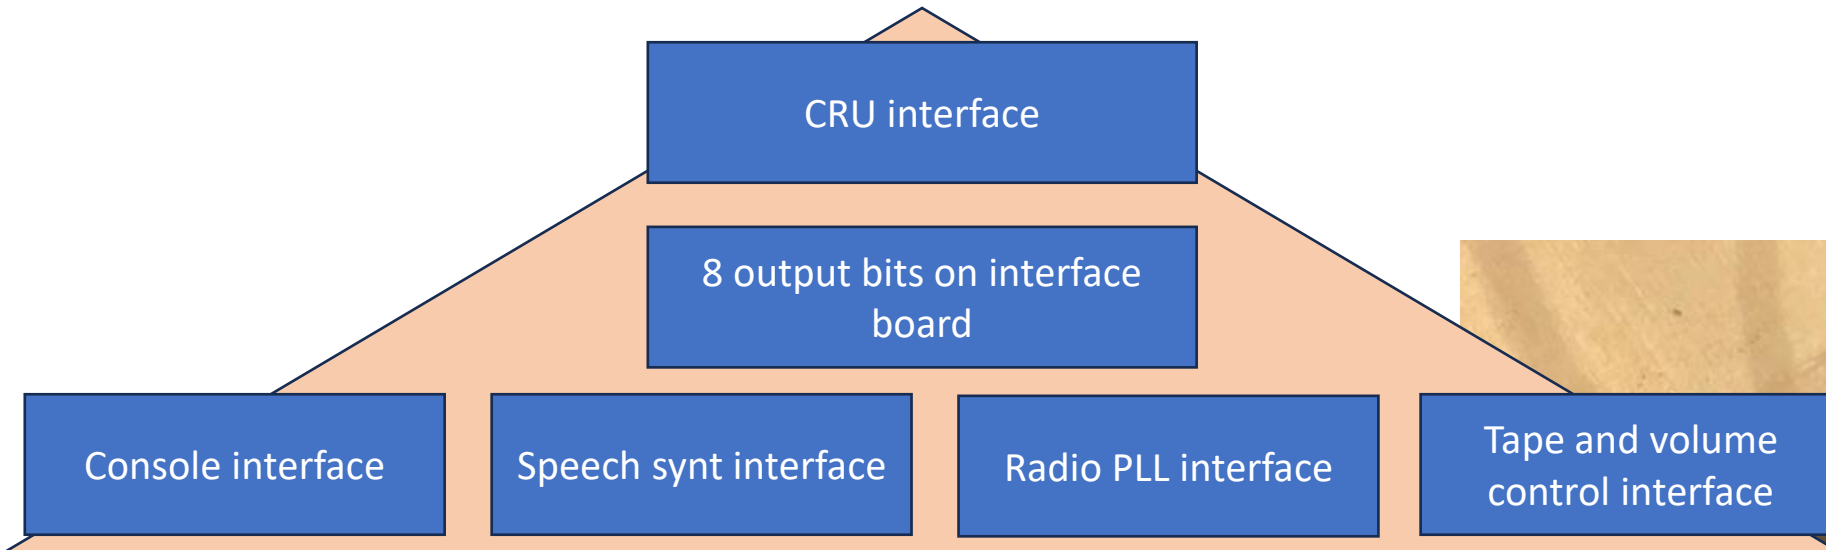 CRU interface
8 output bits on interface
board
Console interface
Speech synt interface
Radio PLL interface
Tape and volume
control interface